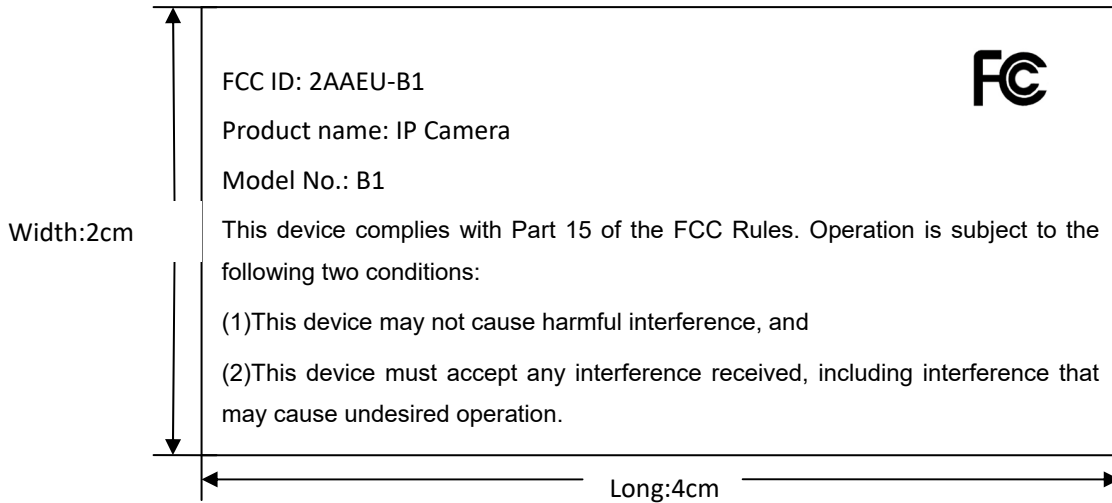 FCC ID: 2AAEU-B1
FC
Product name: IP Camera
Model No.: B1
Width:2cm
This device complies with Part 15 of the FCC Rules. Operation is subject to the
following two conditions:
(1)This device may not cause harmful interference, and
(2)This device must accept any interference received, including interference that
may cause undesired operation.
Long:4cm